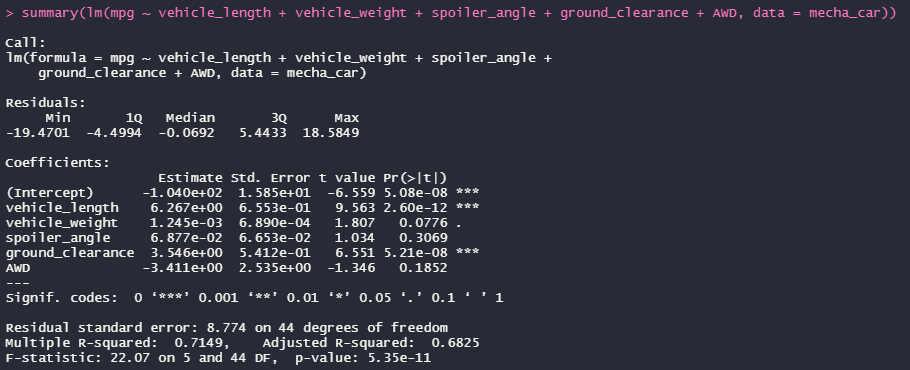 > summary(lm(mpg ~ vehicle_length + vehicle_weight + spoiler_angle + ground_clearance + AWD, data = mecha_car))
Call:
lm(formula = mpg ~ vehicle_length + vehicle_weight + spoiler_angle +
    ground_clearance + AWD, data = mecha_car)
Residuals:
     Min       1Q   Median       3Q      Max
-19.4701  -4.4994  -0.0692   5.4433  18.5849
Coefficients:
                   Estimate Std. Error t value Pr(>|t|)
(Intercept)      -1.040e+02  1.585e+01  -6.559 5.08e-08 ***
vehicle_length    6.267e+00  6.553e-01   9.563 2.60e-12 ***
vehicle_weight    1.245e-03  6.890e-04   1.807   0.0776 .
spoiler_angle     6.877e-02  6.653e-02   1.034   0.3069
ground_clearance  3.546e+00  5.412e-01   6.551 5.21e-08 ***
AWD              -3.411e+00  2.535e+00  -1.346   0.1852
---
Signif. codes:  0 ‘***’ 0.001 ‘**’ 0.01 ‘*’ 0.05 ‘.’ 0.1 ‘ ’ 1
Residual standard error: 8.774 on 44 degrees of freedom
Multiple R-squared:  0.7149,    Adjusted R-squared:  0.6825
F-statistic: 22.07 on 5 and 44 DF,  p-value: 5.35e-11